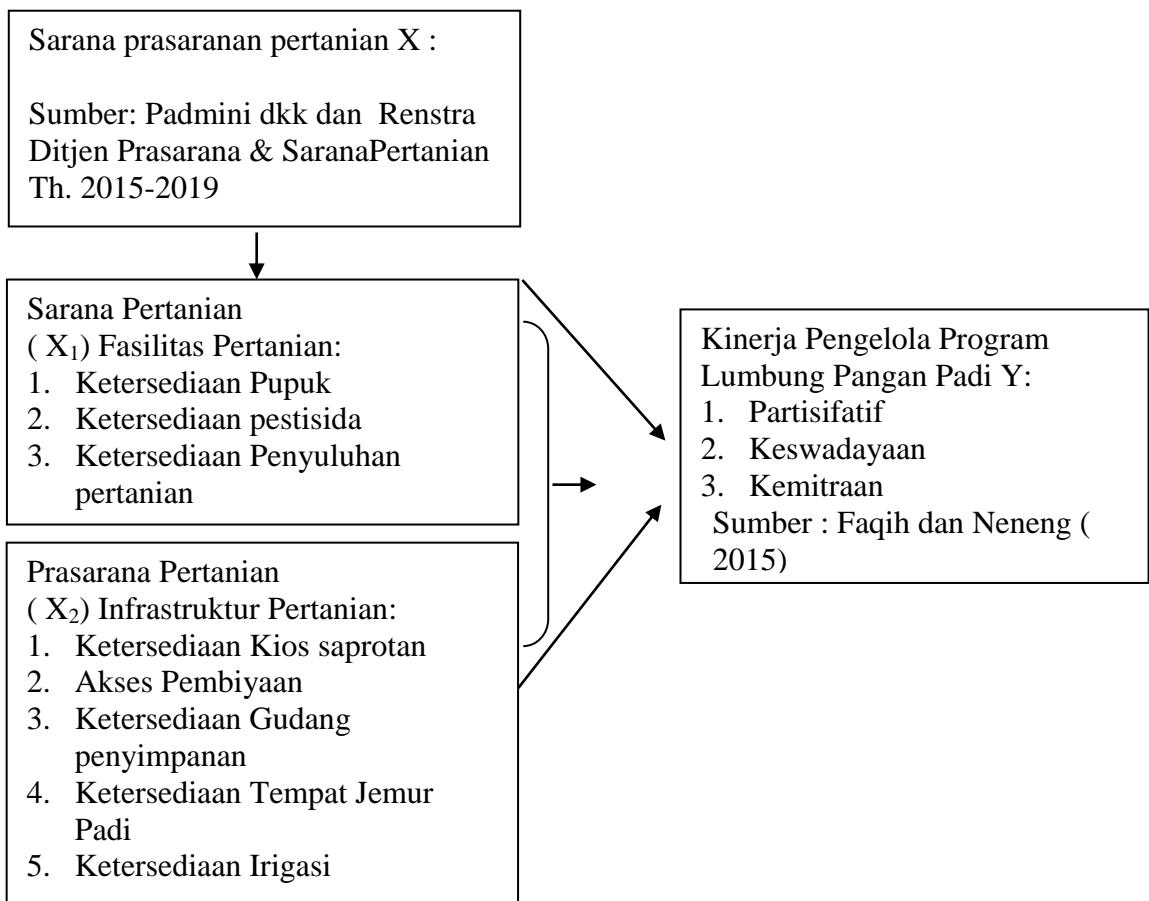 Sarana prasaranan pertanian X :
Sumber: Padmini dkk dan Renstra
Ditjen Prasarana & SaranaPertanian
Th. 2015-2019
Sarana Pertanian
( X₁) Fasilitas Pertanian:
1. Ketersediaan Pupuk
2. Ketersediaan pestisida
3. Ketersediaan Penyuluhan
pertanian
Prasarana Pertanian
( X₂) Infrastruktur Pertanian:
1. Ketersediaan Kios saprotan
2. Akses Pembiyaan
3. Ketersediaan Gudang
penyimpanan
4. Ketersediaan Tempat Jemur
Padi
5. Ketersediaan Irigasi
Kinerja Pengelola Program
Lumbung Pangan Padi Y:
1. Partisifatif
2. Keswadayaan
3. Kemitraan
Sumber : Faqih dan Neneng (
2015)